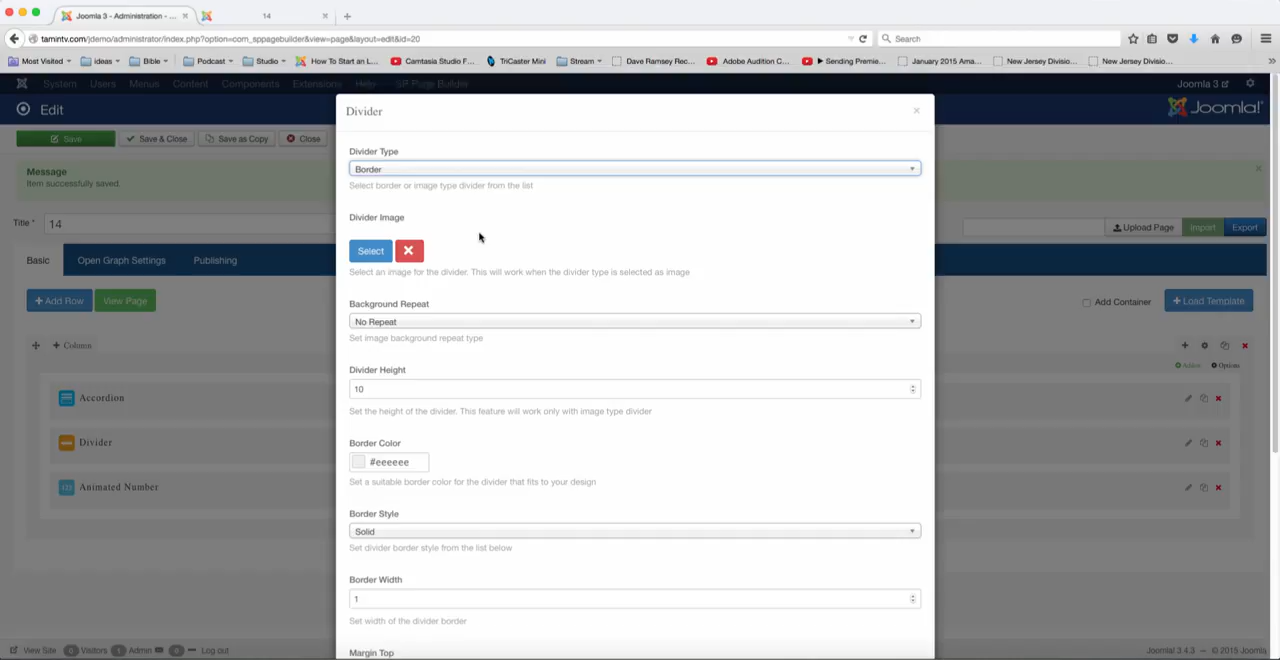 Joomla 3 - Administration - ...
14
tamintv.com/jdemo/administrator/index.php?option=com_sppagebuilder&view=page&layout=edit&id=20
Search
Most Visited
ideas
Bible
Podcast
Studio
How To Start an L...
Camtasia Studio F...
TriCaster Mini
Stream
Dave Ramsey Rec...
Adobe Audition C...
► Sending Premie...
January 2015 Ama...
New Jersey Divisio...
New Jersey Divisio...
System
Users
Menus
Content
Components
Extensions
Help
SP Page Builder
Joomla 3
Edit
Joomla!
Save
Save & Close
Save as Copy
Close
Message
Item successfully saved.
Title *
14
Upload Page
Import
Export
Basic
Open Graph Settings
Publishing
+ Add Row
View Page
Add Container
+ Load Template
+ Column
Addon
Options
Accordion
Divider
Animated Number
Divider
×
Divider Type
Border
Select border or image type divider from the list
Divider Image
Select
Select an image for the divider. This will work when the divider type is selected as image
Background Repeat
No Repeat
Set image background repeat type
Divider Height
10
Set the height of the divider. This feature will work only with image type divider
Border Color
#eeeeee
Set a suitable border color for the divider that fits to your design
Border Style
Solid
Set divider border style from the list below
Border Width
1
Set width of the divider border
Margin Top
View Site
0 Visitors
1 Admin
0
Log out
Joomla! 3.4.3 — © 2015 Joomla